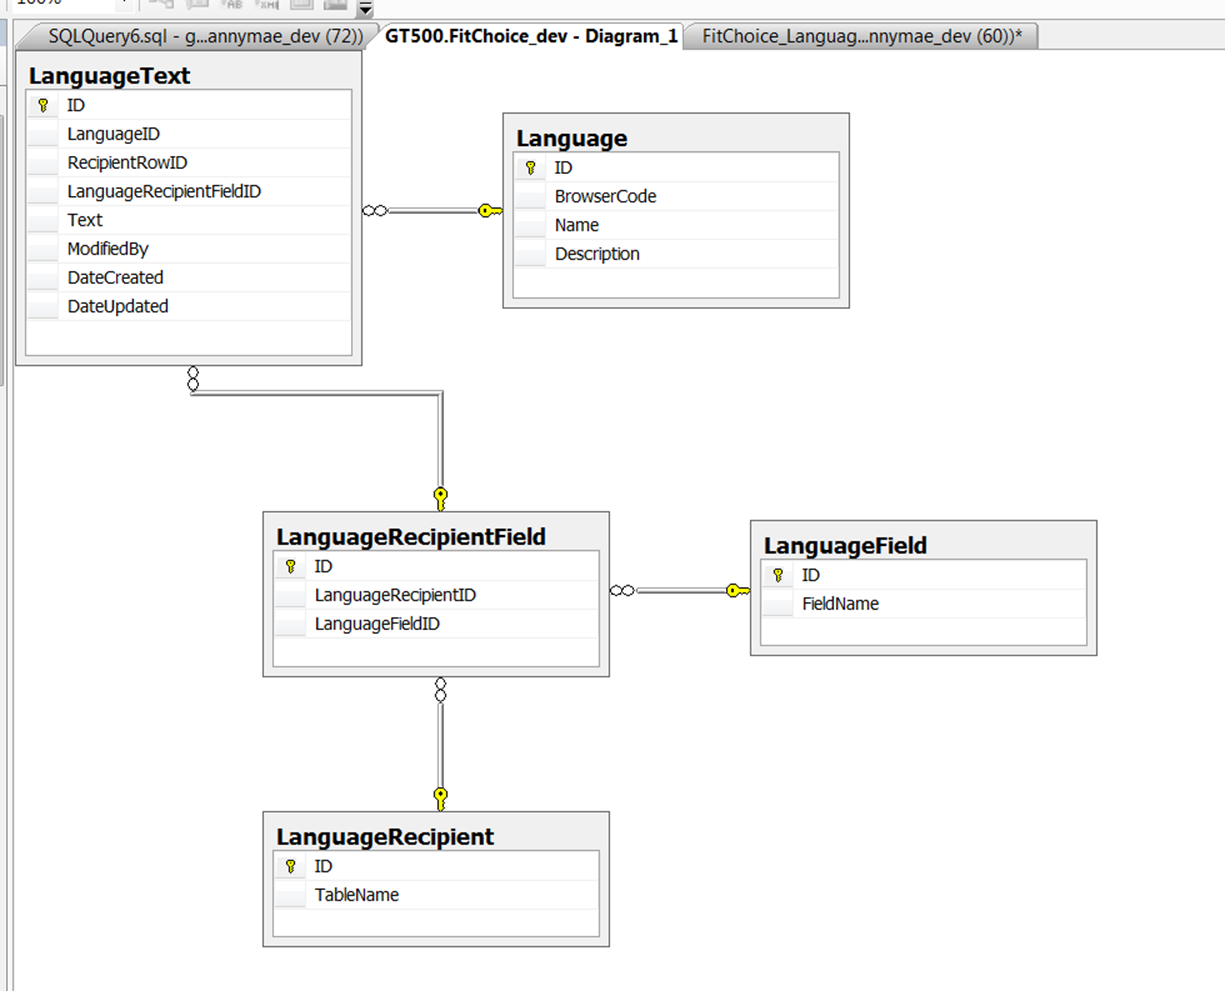 SQLQuery6.sql - g...annymae_dev (72))
GT500.FitChoice_dev - Diagram_1
FitChoice_Languag...nnymae_dev (60))*
LanguageText
ID
LanguageID
RecipientRowID
LanguageRecipientFieldID
Text
ModifiedBy
DateCreated
DateUpdated
Language
ID
BrowserCode
Name
Description
LanguageRecipientField
ID
LanguageRecipientID
LanguageFieldID
LanguageField
ID
FieldName
LanguageRecipient
ID
TableName